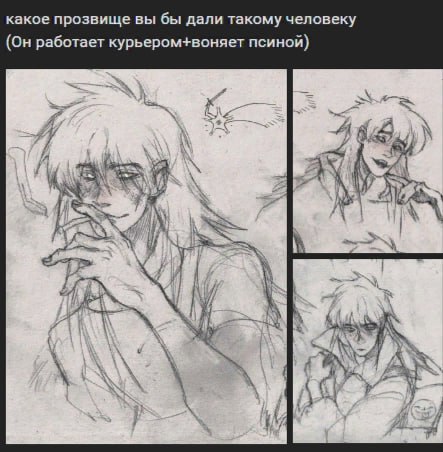 какое прозвище вы бы дали такому человеку
(Он работает курьером+воняет псиной)